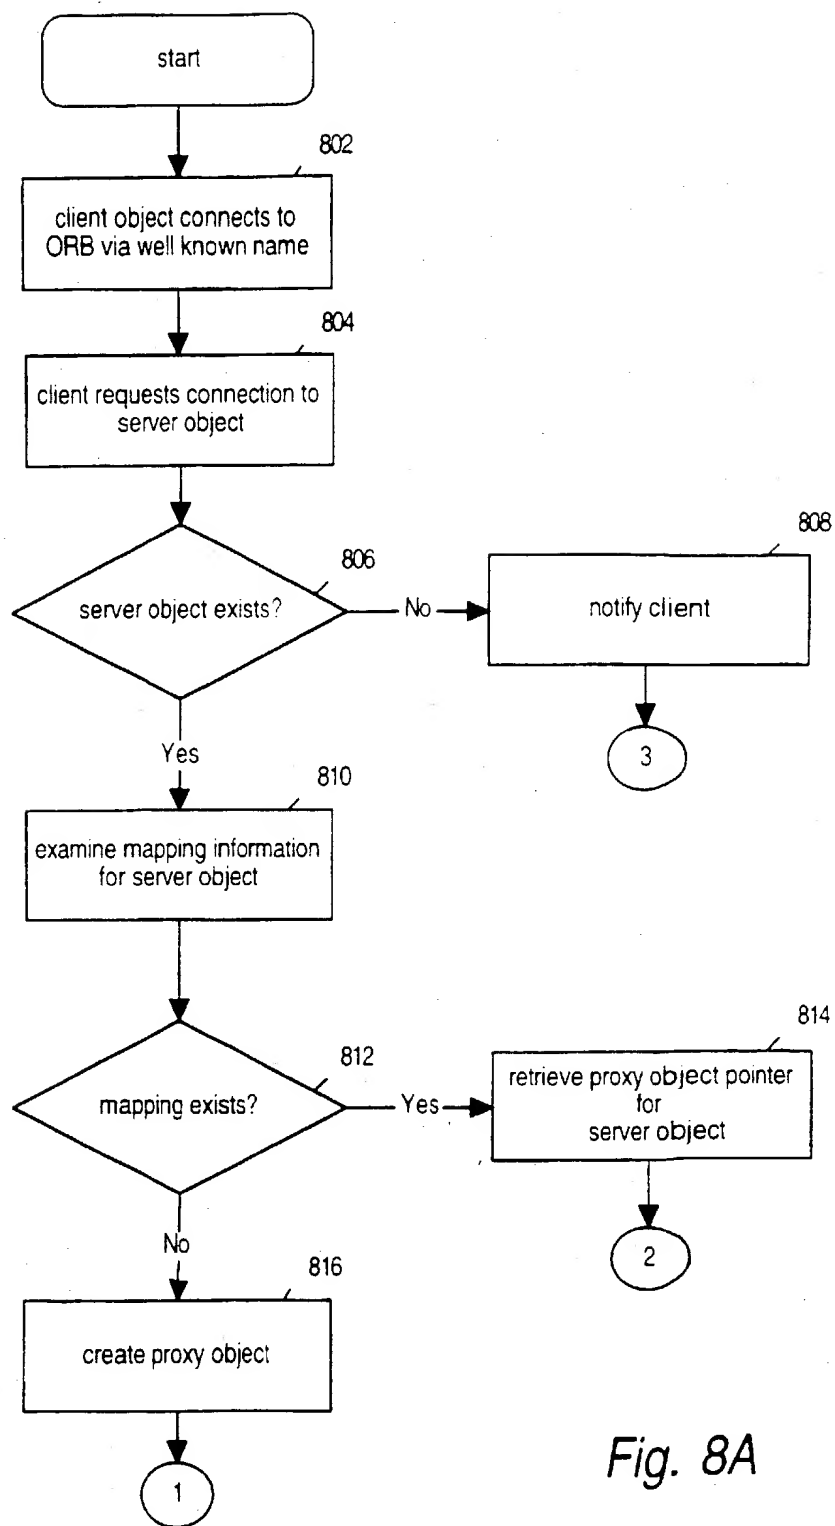 start
802
client object connects to
ORB via well known name
804
client requests connection to
server object
806
server object exists?
No
808
notify client
3
Yes
810
examine mapping information
for server object
812
mapping exists?
Yes
814
retrieve proxy object pointer
for
server object
2
No
816
create proxy object
1
Fig. 8A